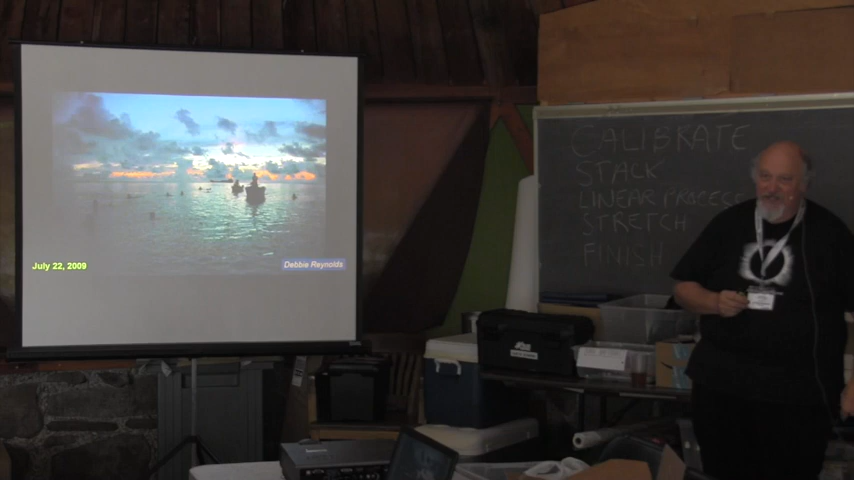 July 22, 2009
Debbie Reynolds
CALIBRATE
STACK
LINEAR PROCESS
STRETCH
FINISH